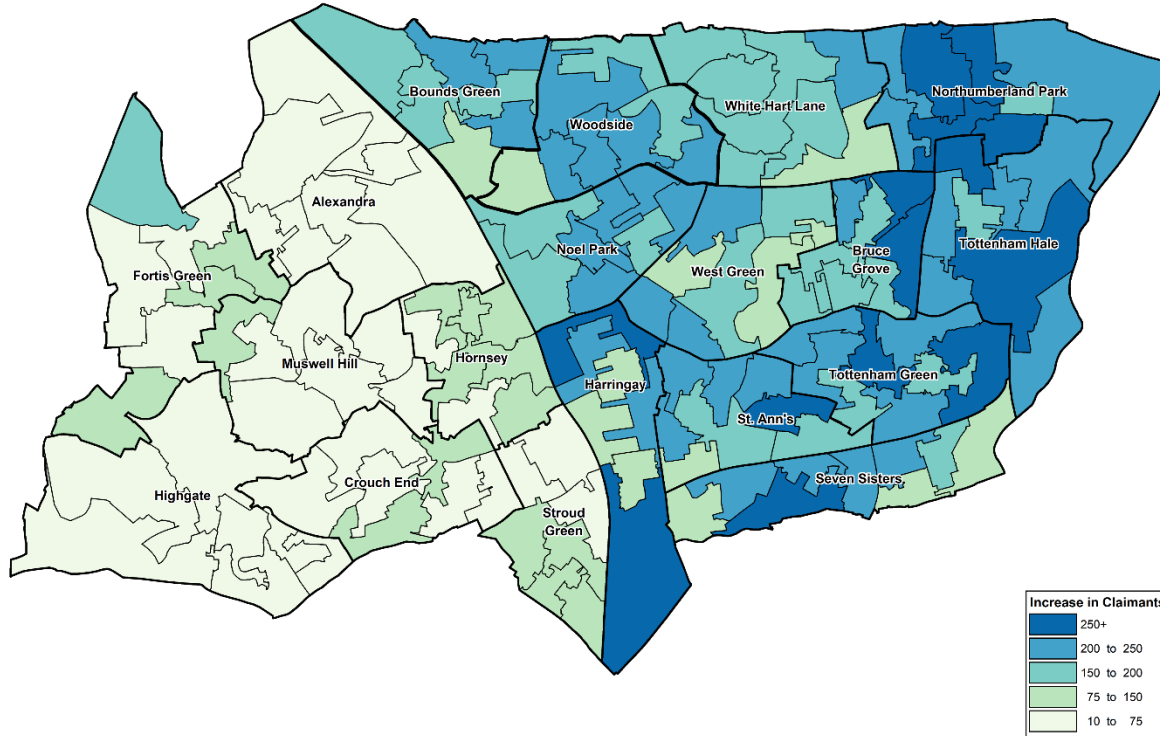 Bounds Green
White Hart Lane
Northumberland Park
Woodside
Alexandra
Noel Park
Tottenham Hale
Bruce
Grove
West Green
Fortis Green
Muswell Hill
Hornsey
Harringay
Tottenham Green
St. Ann's
Seven Sisters
Crouch End
Highgate
Stroud
Green
Increase in Claimants
250+
200 to 250
150 to 200
75 to 150
10 to 75